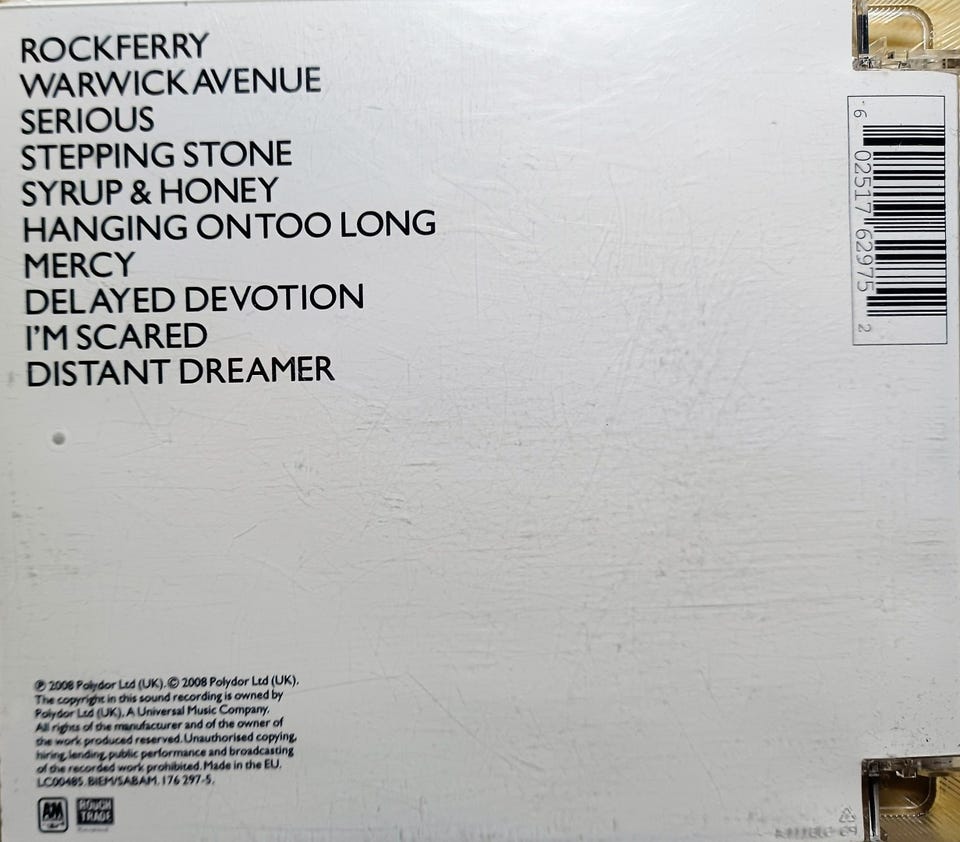 ROCKFERRY
WARWICK AVENUE
SERIOUS
STEPPING STONE
SYRUP & HONEY
HANGING ON TOO LONG
MERCY
DELAYED DEVOTION
I'M SCARED
DISTANT DREAMER
6 02517 62975 2
℗ 2008 Polydor Ltd (UK). © 2008 Polydor Ltd (UK).
The copyright in this sound recording is owned by
Polydor Ltd (UK). A Universal Music Company.
All rights of the manufacturer and of the owner of
the work produced reserved. Unauthorised copying,
hiring, lending, public performance and broadcasting
of the recorded work prohibited. Made in the EU.
LC00485. BIEM/SABAM. 176 297-5.
A&M
ROUGH
TRADE